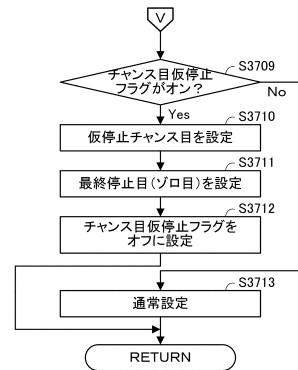 V
チャンス目仮停止
フラグがオン？
S3709
No
Yes
S3710
仮停止チャンス目を設定
S3711
最終停止目(ゾロ目)を設定
S3712
チャンス目仮停止フラグを
オフに設定
S3713
通常設定
RETURN